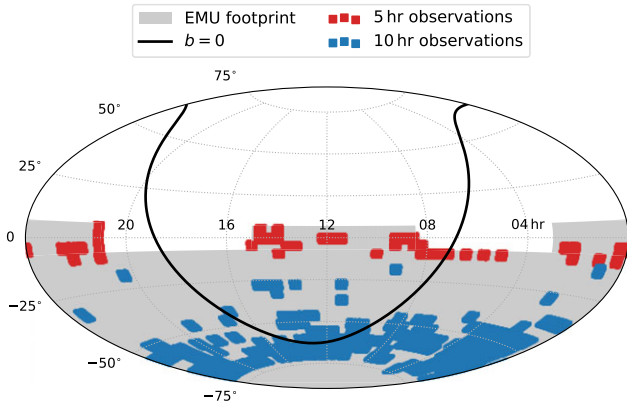 EMU footprint 5 hr observations
b = 0 10 hr observations
75°
50°
25°
20 16 12 08 04 hr
0
−25°
−50°
−75°